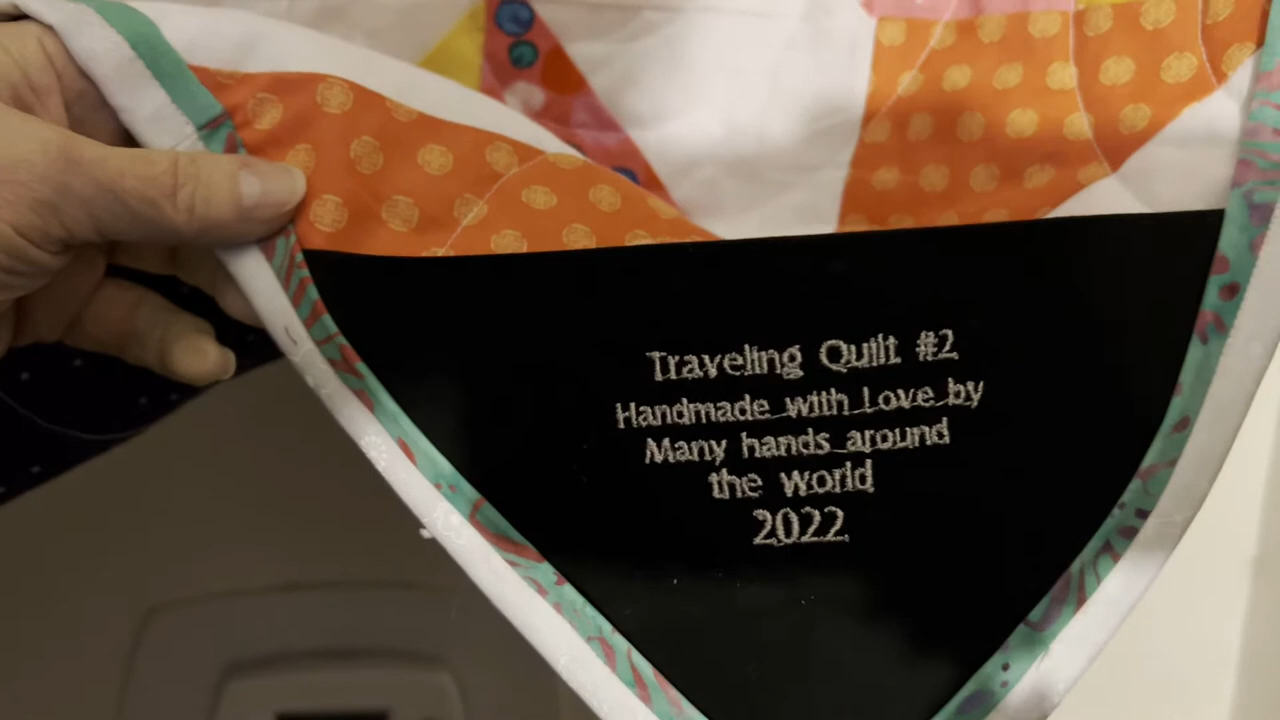 Traveling Quilt #2
Handmade with Love by
Many hands around
the world
2022